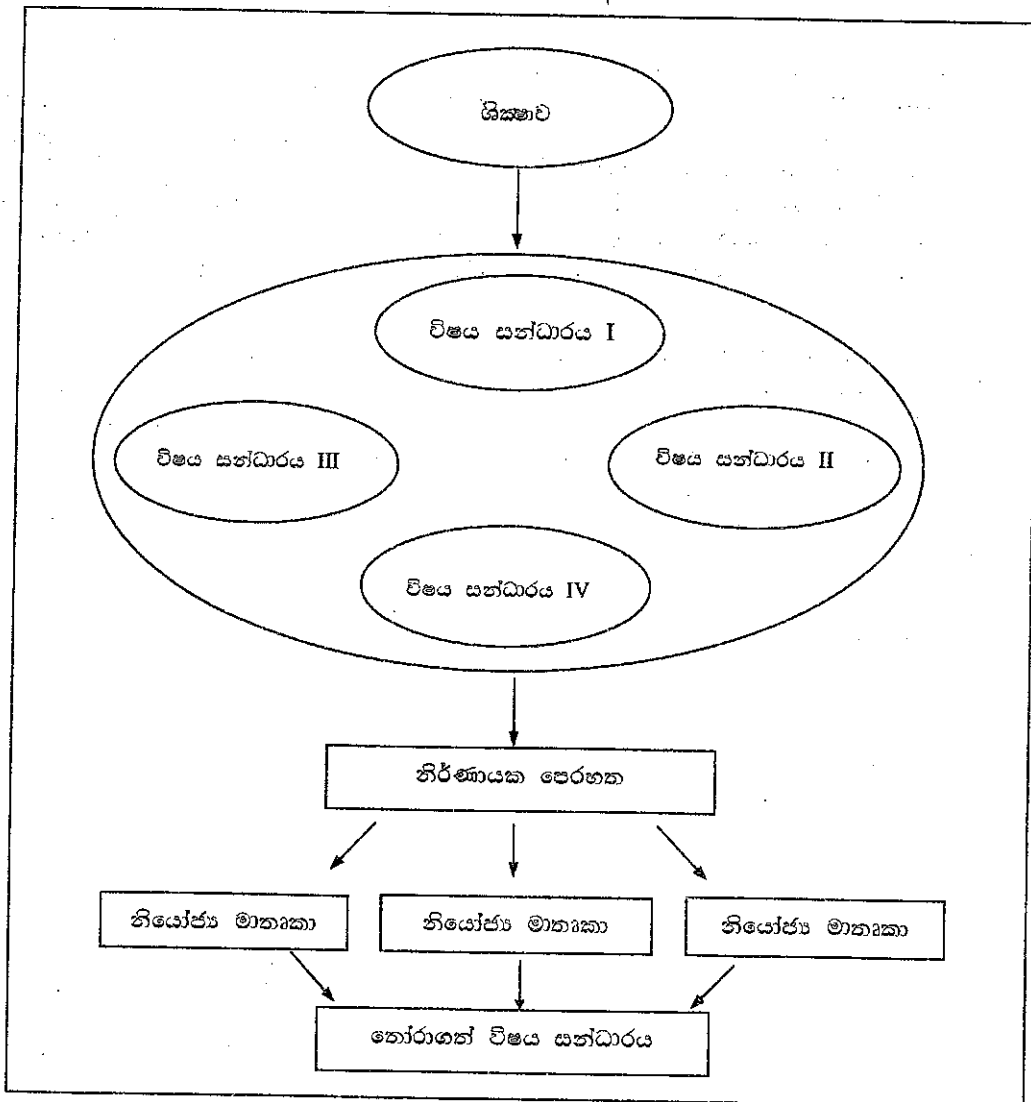 ශික්‍ෂාව
විෂය සන්ධාරය I
විෂය සන්ධාරය III
විෂය සන්ධාරය II
විෂය සන්ධාරය IV
නිර්ණායක පෙරහන
නියෝජ්‍ය මාතෘකා
නියෝජ්‍ය මාතෘකා
නියෝජ්‍ය මාතෘකා
තෝරාගත් විෂය සන්ධාරය